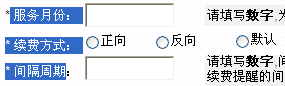 * 服务月份: 请填写数字,
* 续费方式: 正向 反向 默认
* 间隔周期: 请填写数字,间
续费提醒的间